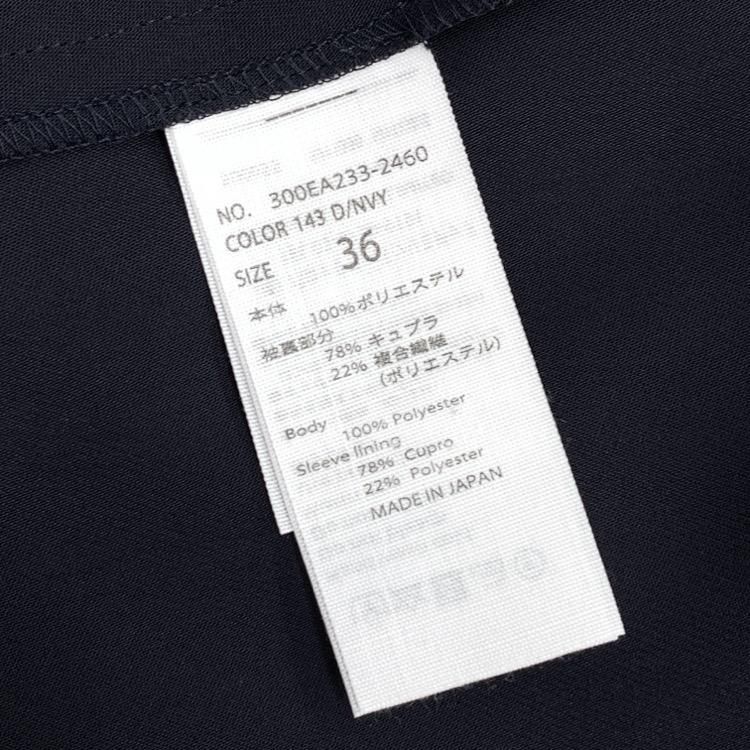 NO. 300EA233-2460
COLOR 143 D/NVY
SIZE 36
本体 100%ポリエステル
袖裏部分
78% キュプラ
22% 複合繊維
(ポリエステル)
Body 100% Polyester
Sleeve lining
78% Cupro
22% Polyester
MADE IN JAPAN